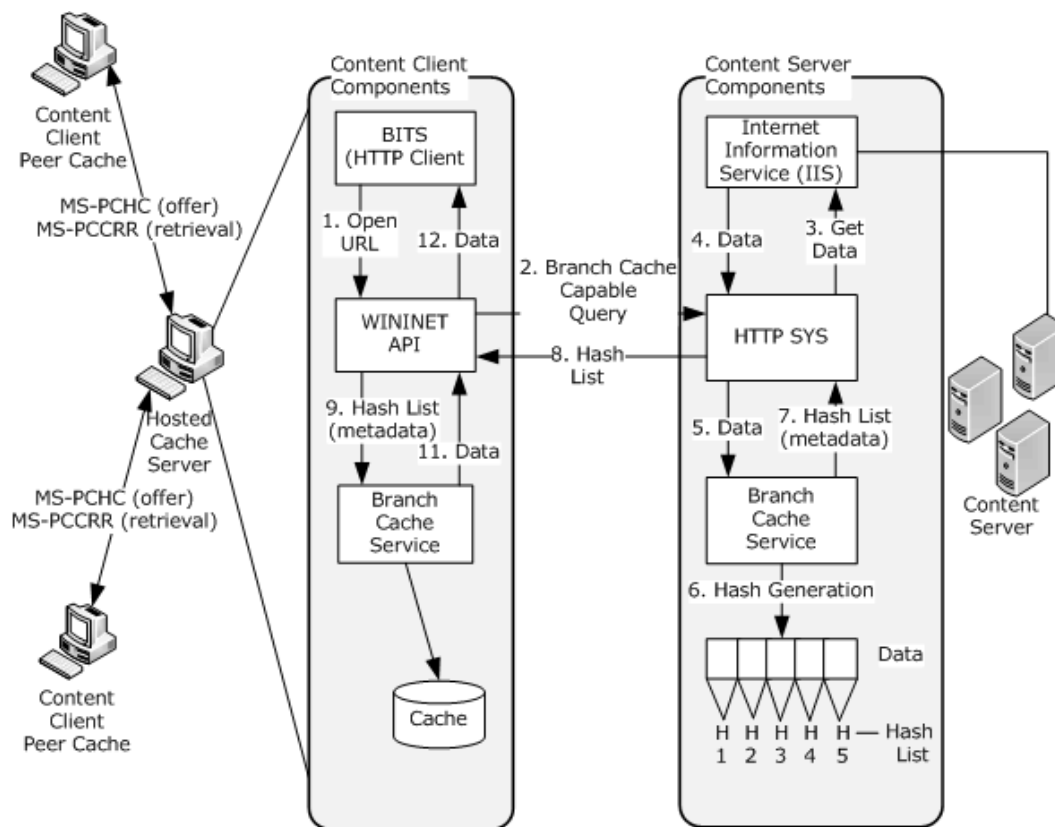 Content
Client
Peer Cache
MS-PCHC (offer)
MS-PCCRR (retrieval)
Hosted
Cache
Server
MS-PCHC (offer)
MS-PCCRR (retrieval)
Content
Client
Peer Cache
Content Client
Components
BITS
(HTTP Client
1. Open
URL
12. Data
WININET
API
9. Hash List
(metadata)
11. Data
Branch
Cache
Service
Cache
2. Branch Cache
Capable
Query
8. Hash
List
Content Server
Components
Internet
Information
Service (IIS)
4. Data
3. Get
Data
HTTP SYS
5. Data
7. Hash List
(metadata)
Branch
Cache
Service
6. Hash Generation
Data
H H H H H
1 2 3 4 5
Hash
List
Content
Server